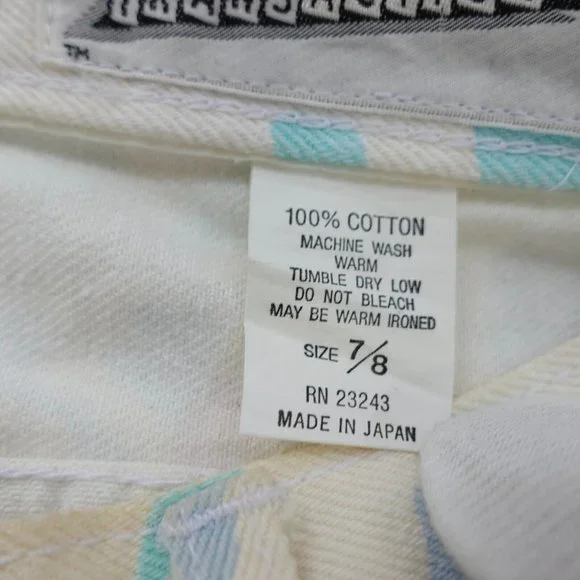 TM
100% COTTON
MACHINE WASH
WARM
TUMBLE DRY LOW
DO NOT BLEACH
MAY BE WARM IRONED
SIZE 7/8
RN 23243
MADE IN JAPAN